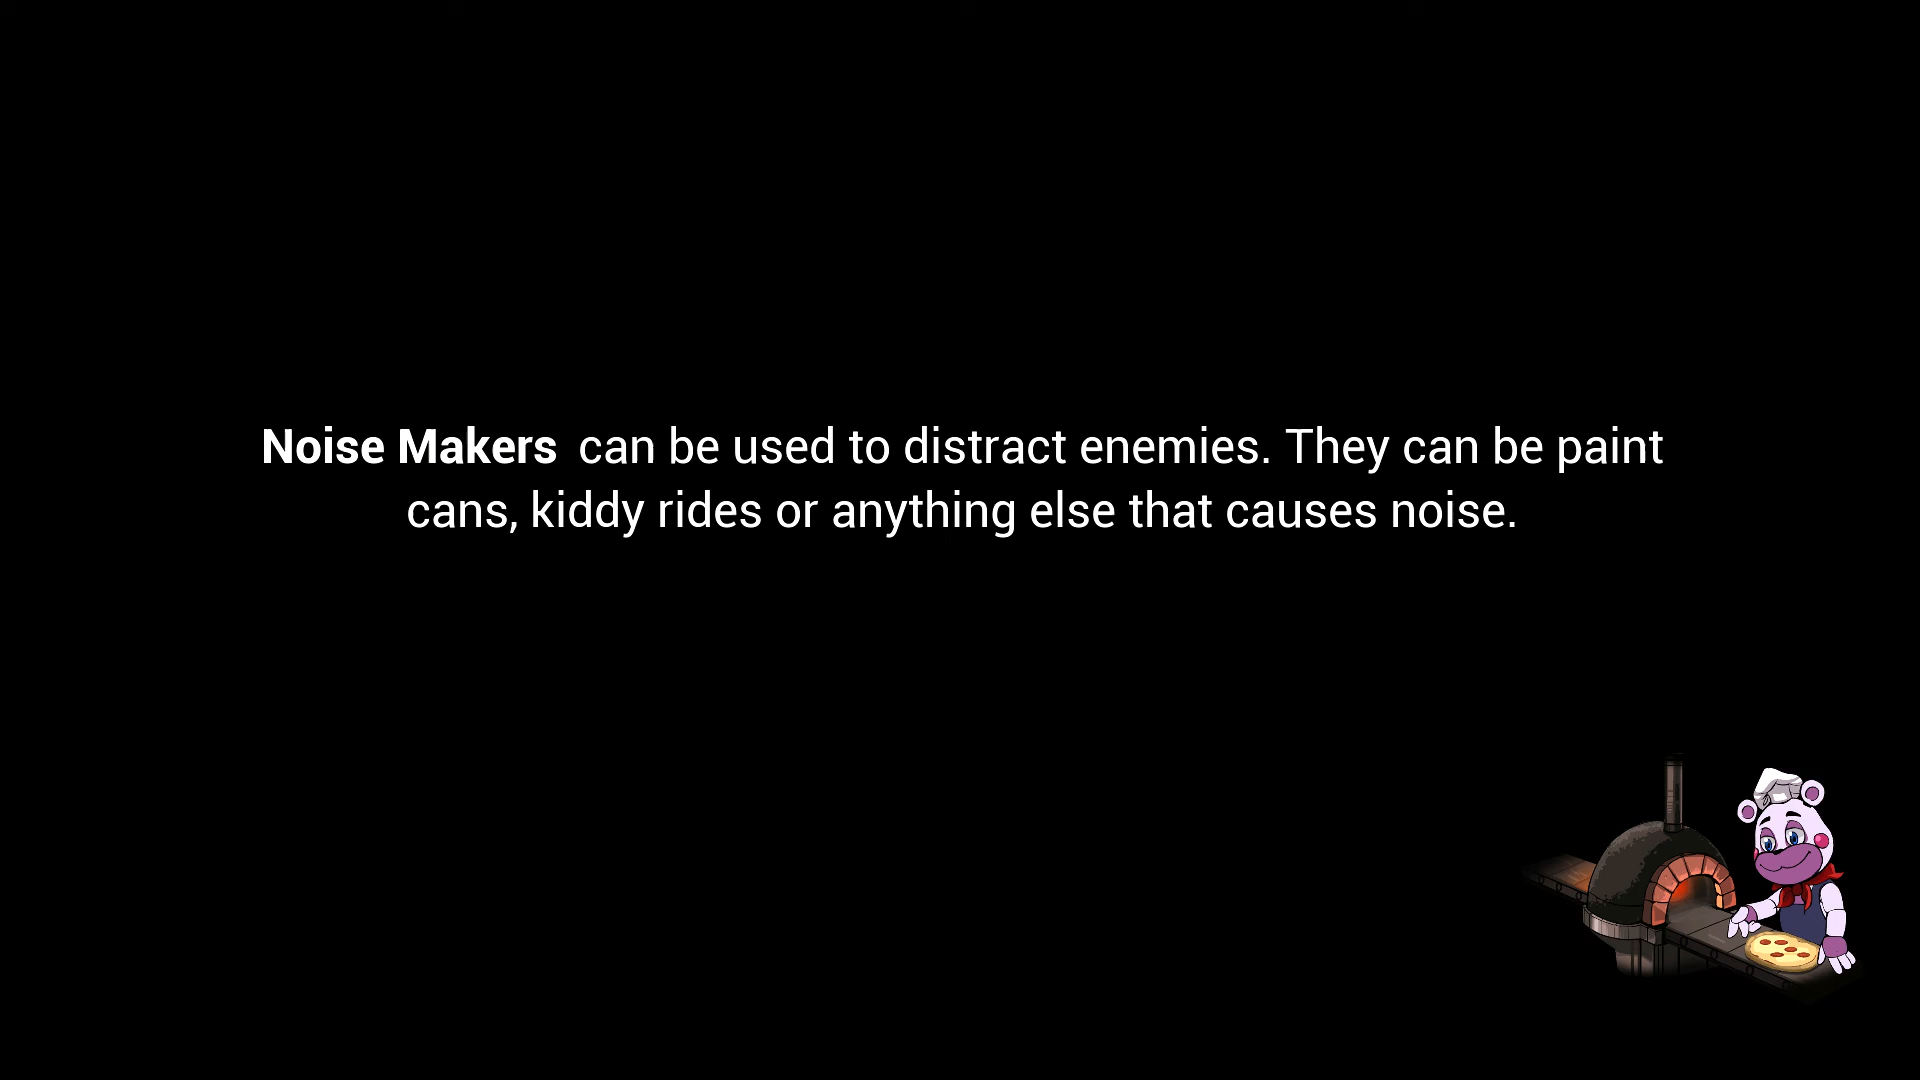 Noise Makers can be used to distract enemies. They can be paint
cans, kiddy rides or anything else that causes noise.